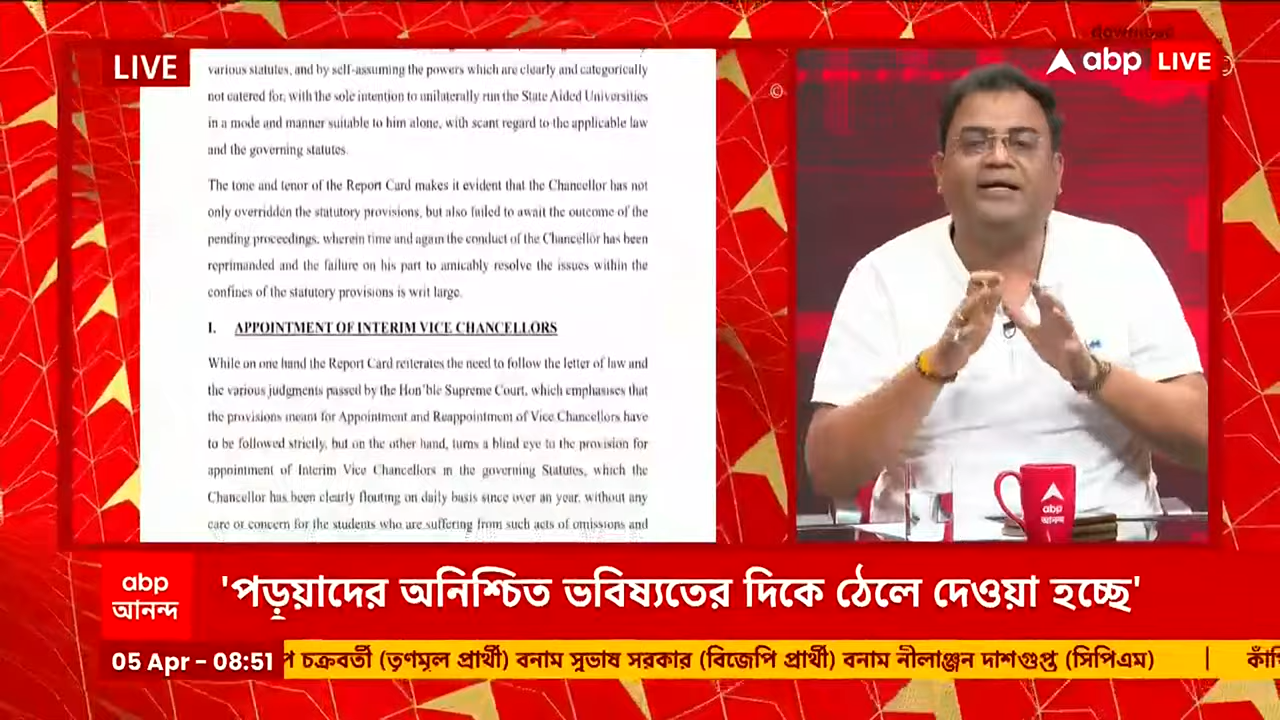 LIVE
various statutes, and by self-assuming the powers which are clearly and categorically
not catered for, with the sole intention to unilaterally run the State Aided Universities
in a mode and manner suitable to him alone, with scant regard to the applicable law
and the governing statutes.
The tone and tenor of the Report Card makes it evident that the Chancellor has not
only overridden the statutory provisions, but also failed to await the outcome of the
pending proceedings, wherein time and again the conduct of the Chancellor has been
reprimanded and the failure on his part to amicably resolve the issues within the
confines of the statutory provisions is writ large.
I. APPOINTMENT OF INTERIM VICE CHANCELLORS
While on one hand the Report Card reiterates the need to follow the letter of law and
the various judgments passed by the Hon'ble Supreme Court, which emphasises that
the provisions meant for Appointment and Reappointment of Vice Chancellors have
to be followed strictly, but on the other hand, turns a blind eye to the provision for
appointment of Interim Vice Chancellors in the governing Statutes, which the
Chancellor has been clearly flouting on daily basis since over an year, without any
care or concern for the students who are suffering from such acts of omissions and
download
abp LIVE
©
abp
আনন্দ
abp
আনন্দ
'পড়ুয়াদের অনিশ্চিত ভবিষ্যতের দিকে ঠেলে দেওয়া হচ্ছে'
05 Apr - 08:51
প চক্রবর্তী (তৃণমূল প্রার্থী) বনাম সুভাষ সরকার (বিজেপি প্রার্থী) বনাম নীলাঞ্জন দাশগুপ্ত (সিপিএম) | কাঁ